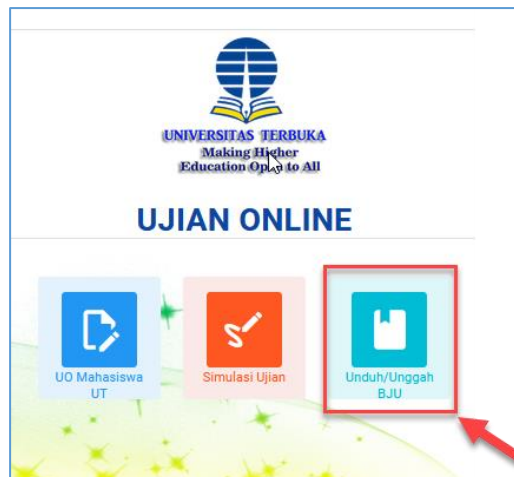 UNIVERSITAS TERBUKA
Making Higher
Education Open to All
UJIAN ONLINE
UO Mahasiswa
UT
Simulasi Ujian
Unduh/Unggah
BJU